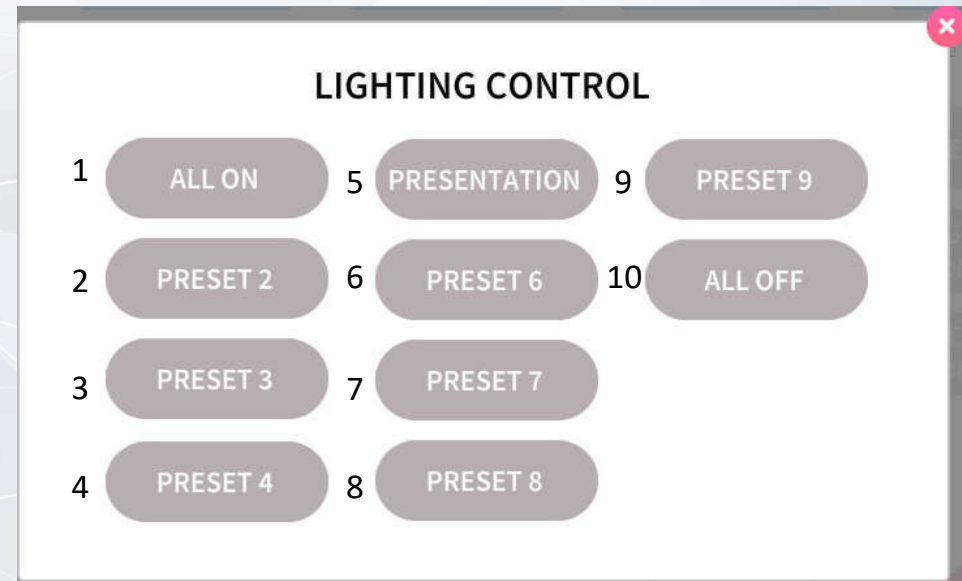 LIGHTING CONTROL
1 ALL ON
5 PRESENTATION
9 PRESET 9
2 PRESET 2
6 PRESET 6
10 ALL OFF
3 PRESET 3
7 PRESET 7
4 PRESET 4
8 PRESET 8